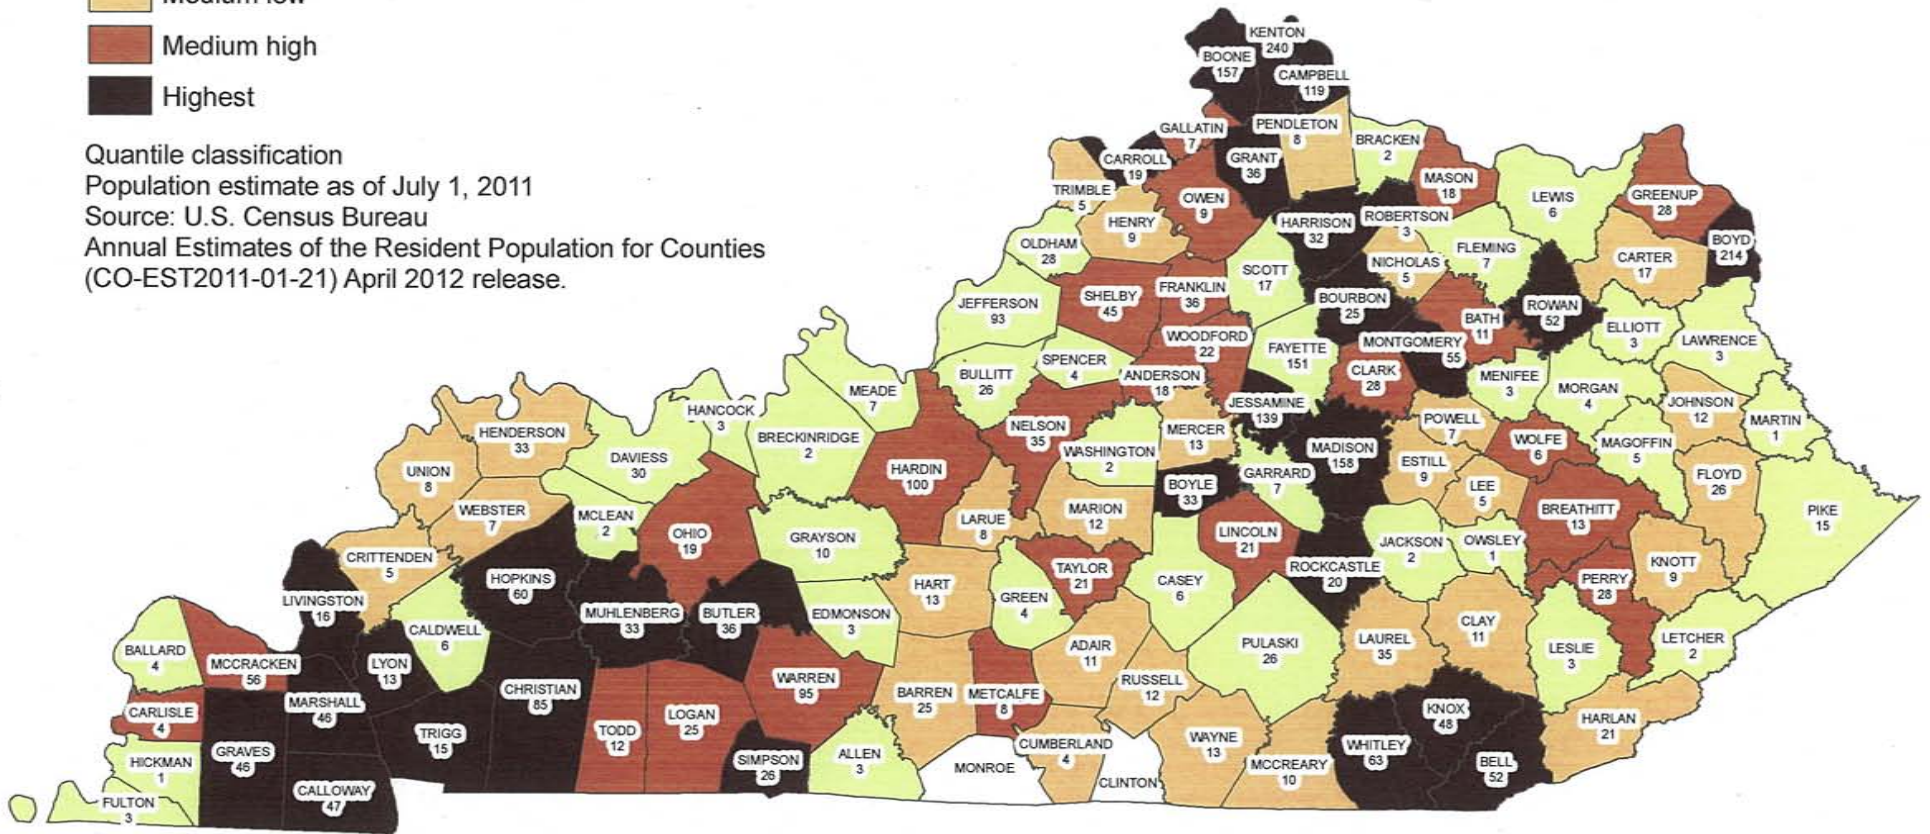 Medium low
Medium high
Highest
Quantile classification
Population estimate as of July 1, 2011
Source: U.S. Census Bureau
Annual Estimates of the Resident Population for Counties
(CO-EST2011-01-21) April 2012 release.
KENTON
240
BOONE
157
CAMPBELL
119
GALLATIN
7
PENDLETON
8
BRACKEN
2
CARROLL
19
GRANT
36
MASON
18
TRIMBLE
5
OWEN
9
LEWIS
6
GREENUP
28
HENRY
9
HARRISON
32
ROBERTSON
3
OLDHAM
28
FLEMING
7
BOYD
214
SCOTT
17
NICHOLAS
5
CARTER
17
JEFFERSON
93
SHELBY
45
FRANKLIN
36
BOURBON
25
BATH
11
ROWAN
52
ELLIOTT
3
LAWRENCE
3
WOODFORD
22
FAYETTE
151
MONTGOMERY
55
SPENCER
4
BULLITT
26
ANDERSON
18
CLARK
28
MENIFEE
3
MORGAN
4
MEADE
7
JESSAMINE
139
JOHNSON
12
HANCOCK
3
NELSON
35
MERCER
13
POWELL
7
MARTIN
1
HENDERSON
33
BRECKINRIDGE
2
WASHINGTON
2
MADISON
158
WOLFE
6
MAGOFFIN
5
DAVIESS
30
HARDIN
100
GARRARD
7
ESTILL
9
UNION
8
BOYLE
33
LEE
5
FLOYD
26
WEBSTER
7
MCLEAN
2
LARUE
8
MARION
12
BREATHITT
13
PIKE
15
OHIO
19
GRAYSON
10
LINCOLN
21
JACKSON
2
OWSLEY
1
CRITTENDEN
5
TAYLOR
21
ROCKCASTLE
20
KNOTT
9
HOPKINS
60
HART
13
CASEY
6
PERRY
28
LIVINGSTON
16
MUHLENBERG
33
BUTLER
36
EDMONSON
3
GREEN
4
CALDWELL
6
CLAY
11
BALLARD
4
MCCRACKEN
56
LYON
13
ADAIR
11
PULASKI
26
LAUREL
35
LESLIE
3
LETCHER
2
CHRISTIAN
85
WARREN
95
BARREN
25
METCALFE
8
RUSSELL
12
CARLISLE
4
MARSHALL
46
LOGAN
25
KNOX
48
HARLAN
21
TRIGG
15
TODD
12
GRAVES
46
SIMPSON
26
ALLEN
3
CUMBERLAND
4
WAYNE
13
WHITLEY
63
HICKMAN
1
MONROE
MCCREARY
10
BELL
52
CLINTON
CALLOWAY
47
FULTON
3